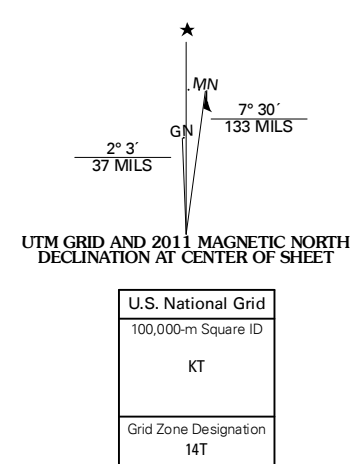 ★
MN
GN
7° 30´
133 MILS
2° 3´
37 MILS
UTM GRID AND 2011 MAGNETIC NORTH
DECLINATION AT CENTER OF SHEET
U.S. National Grid
100,000-m Square ID
KT
Grid Zone Designation
14T